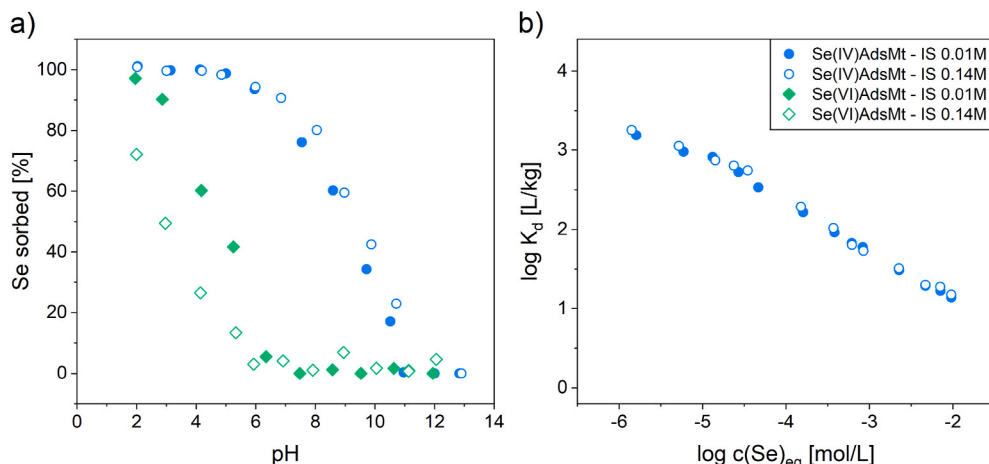 a)
Se sorbed [%]
100
80
60
40
20
0
0
2
4
6
8
10
12
14
pH
b)
Se(IV)AdsMt - IS 0.01M
Se(IV)AdsMt - IS 0.14M
Se(VI)AdsMt - IS 0.01M
Se(VI)AdsMt - IS 0.14M
log Kd [L/kg]
4
3
2
1
-6
-5
-4
-3
-2
-1
log c(Se)eq [mol/L]